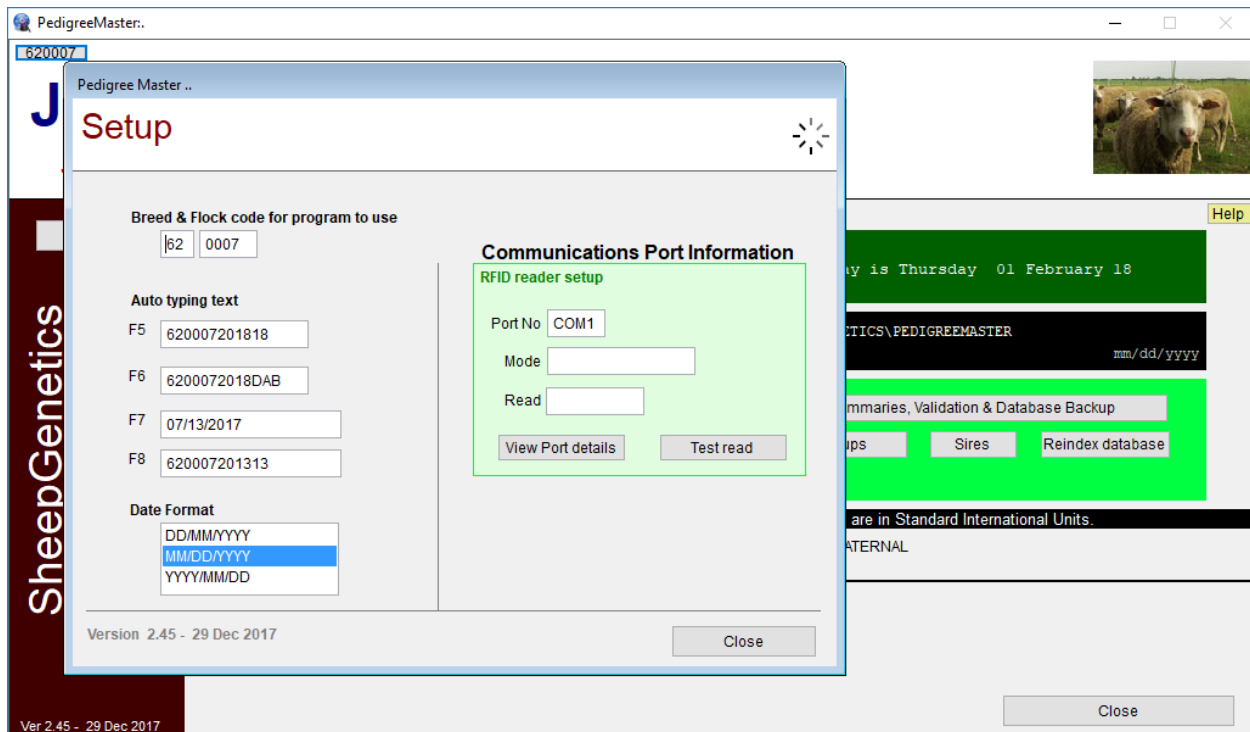 PedigreeMaster:.
620007
J
Pedigree Master ..
Setup
Breed & Flock code for program to use
62 0007
Auto typing text
F5 620007201818
F6 6200072018DAB
F7 07/13/2017
F8 620007201313
Date Format
DD/MM/YYYY
MM/DD/YYYY
YYYY/MM/DD
Communications Port Information
RFID reader setup
Port No COM1
Mode
Read
View Port details Test read
Version 2.45 - 29 Dec 2017
Close
Help
ay is Thursday 01 February 18
ETICS\PEDIGREEMASTER
mm/dd/yyyy
mmaries, Validation & Database Backup
ups Sires Reindex database
are in Standard International Units.
ATERNAL
SheepGenetics
Ver 2.45 - 29 Dec 2017
Close